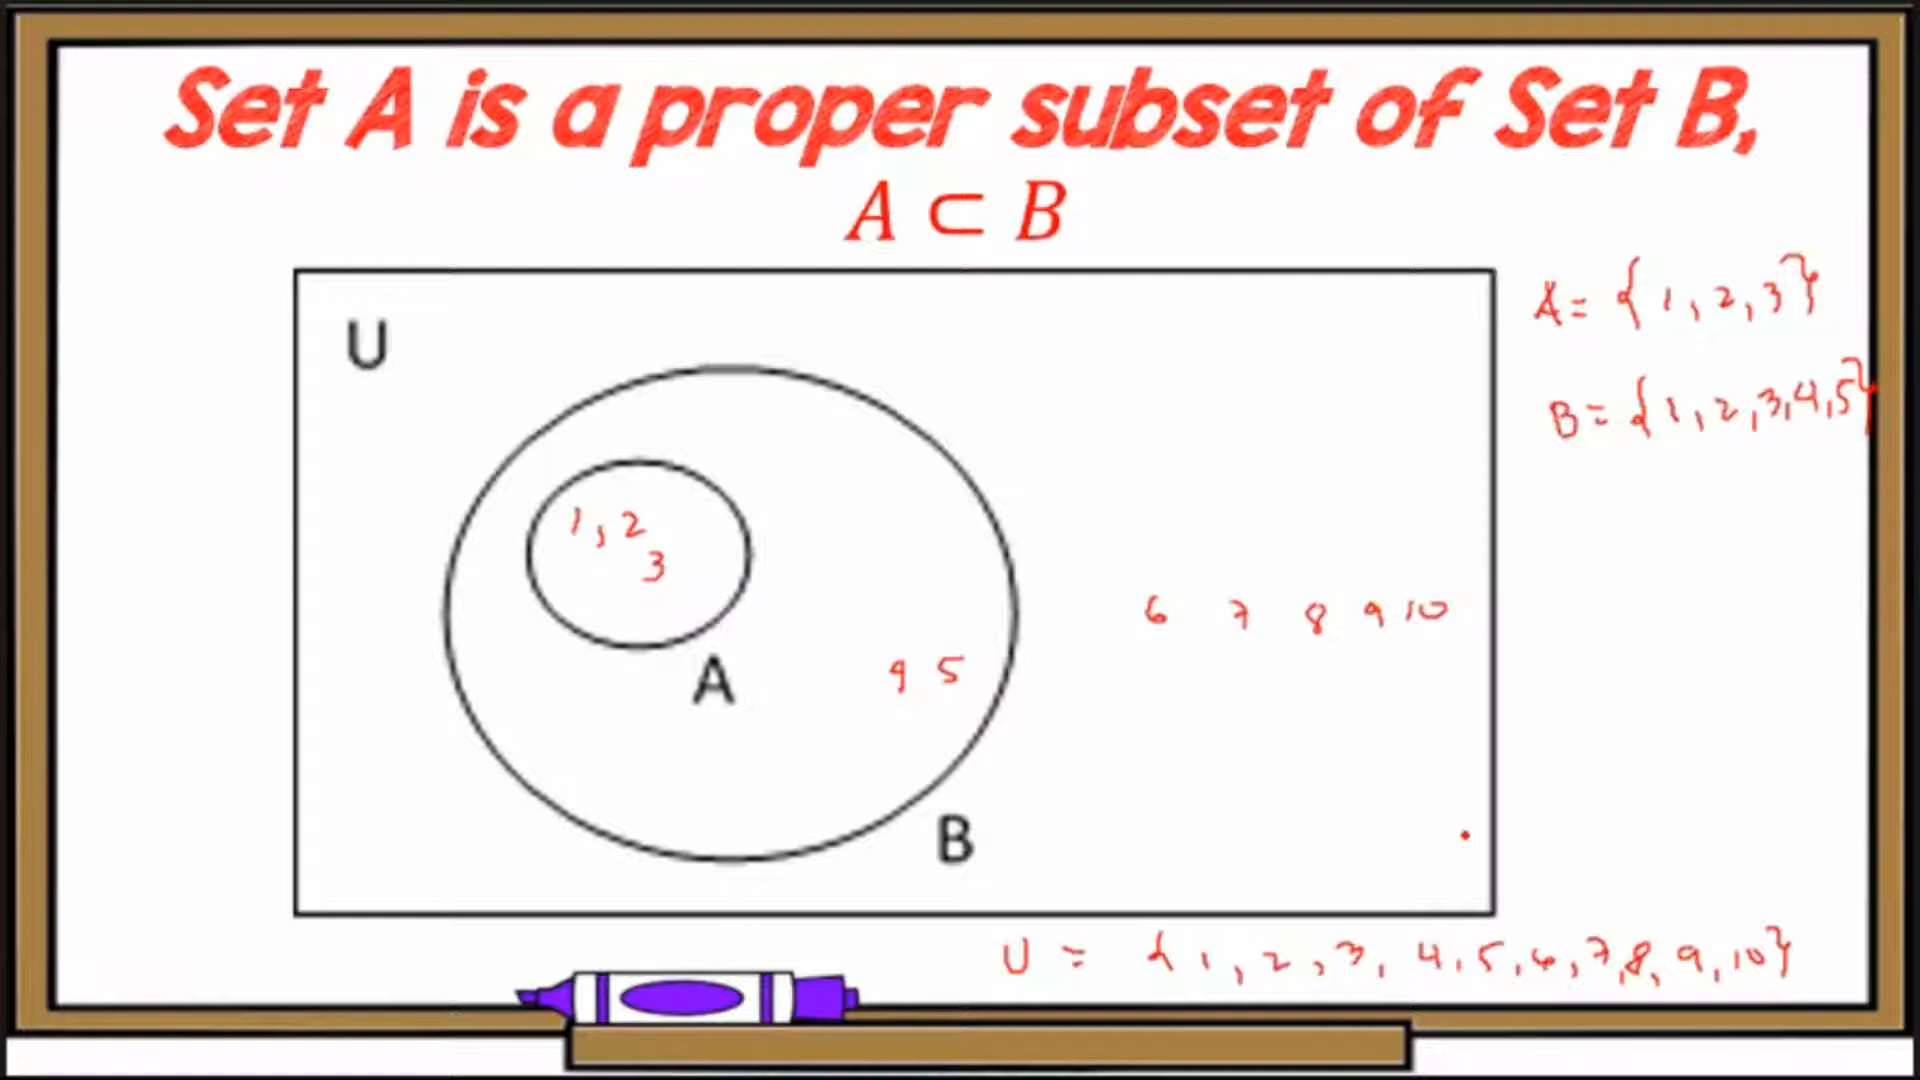 Set A is a proper subset of Set B,
A ⊂ B
A = {1, 2, 3}
U
B = {1, 2, 3, 4, 5}
1, 2
3
6 7 8 9 10
4 5
A
B
U = {1, 2, 3, 4, 5, 6, 7, 8, 9, 10}